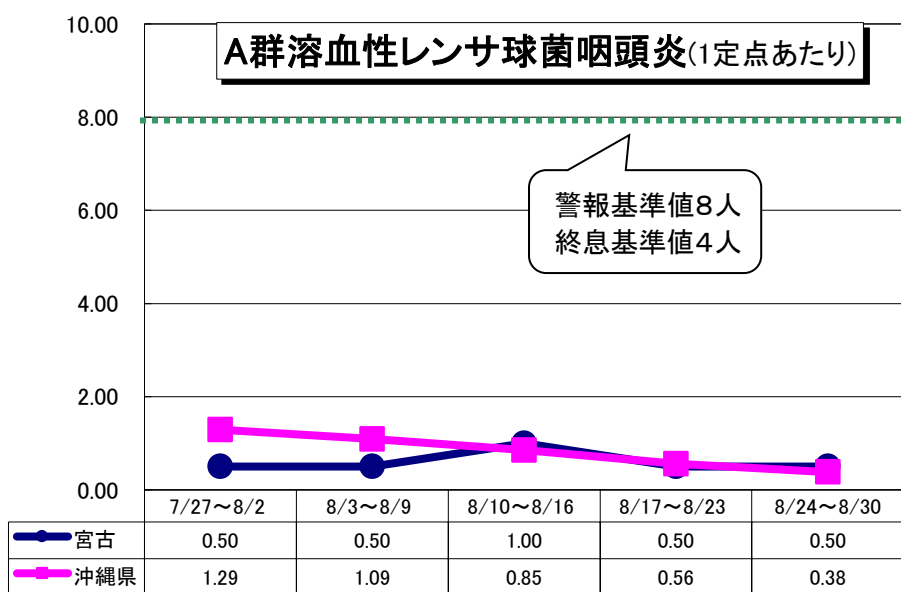 A群溶血性レンサ球菌咽頭炎(1定点あたり)
10.00
8.00
6.00
4.00
2.00
0.00
警報基準値8人
終息基準値4人
7/27～8/2 8/3～8/9 8/10～8/16 8/17～8/23 8/24～8/30
宮古 0.50 0.50 1.00 0.50 0.50
沖縄県 1.29 1.09 0.85 0.56 0.38